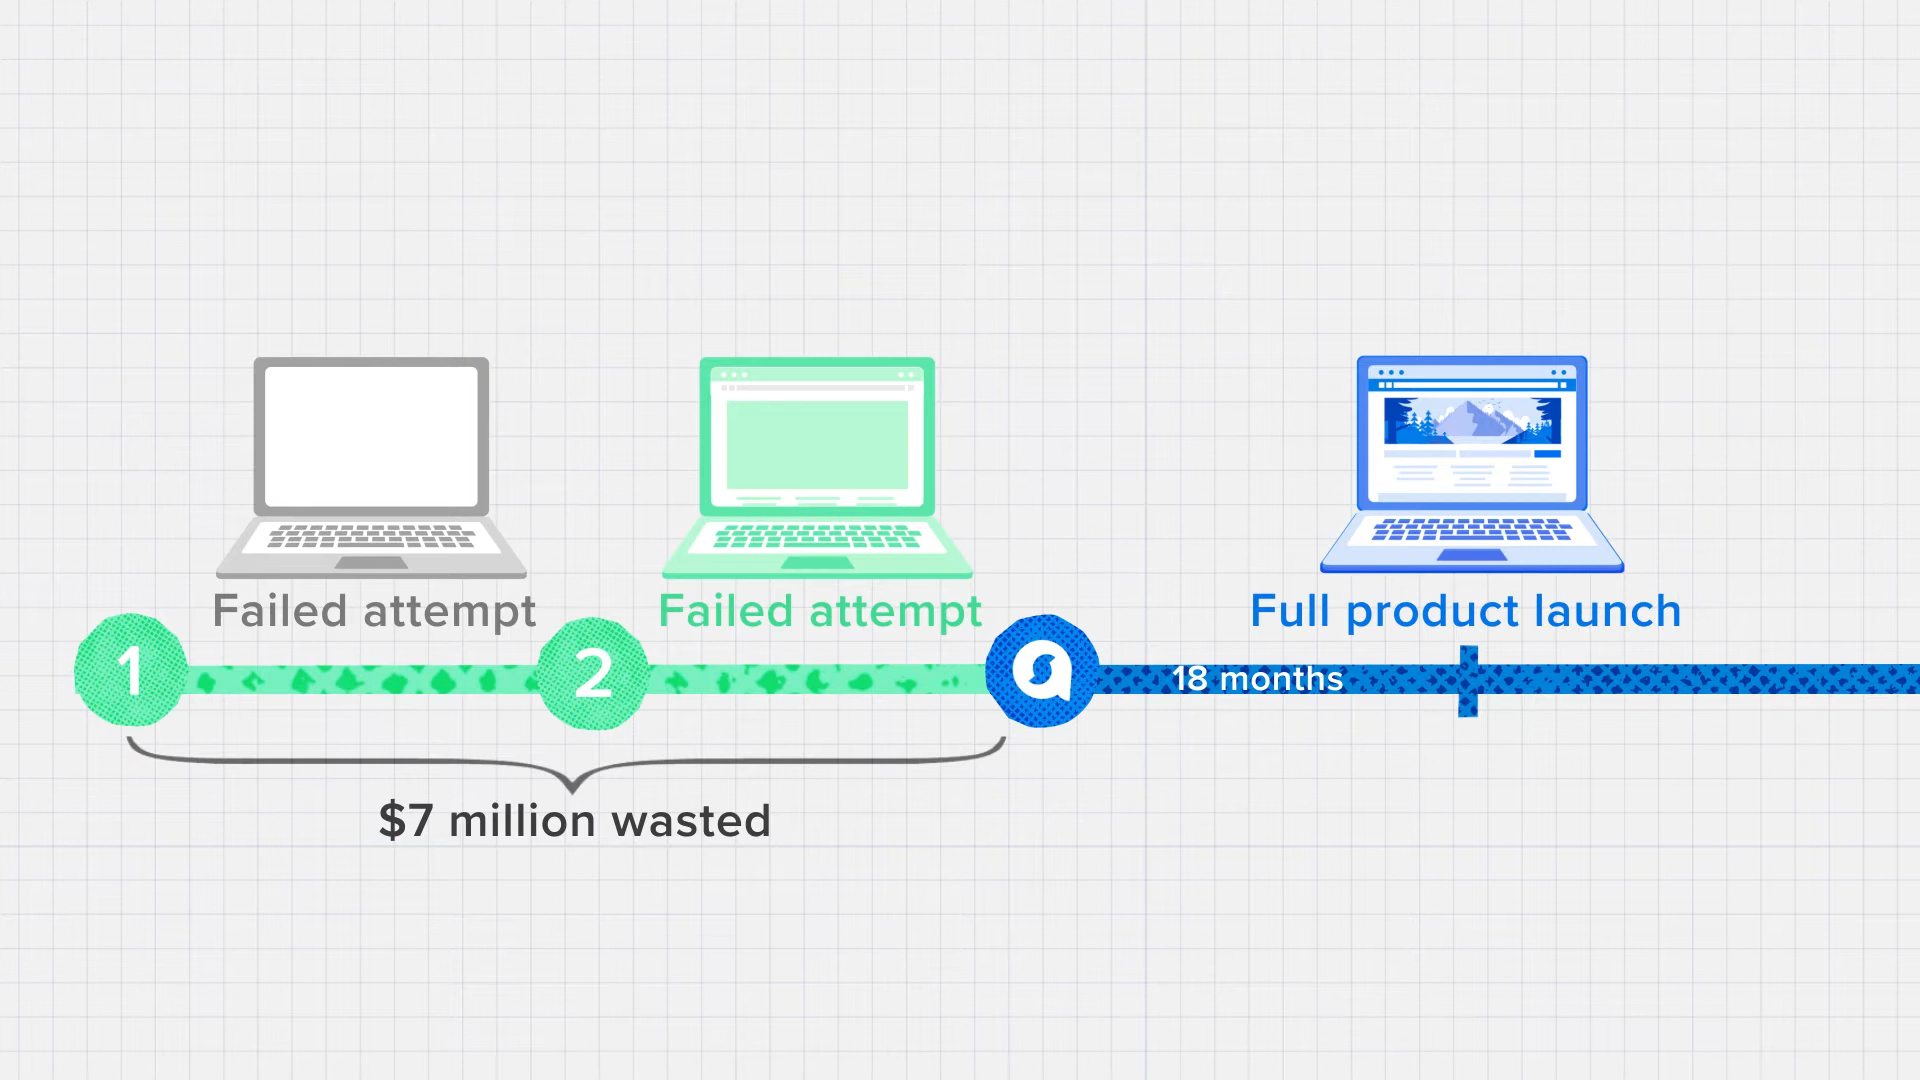 Failed attempt
Failed attempt
Full product launch
1
2
18 months
$7 million wasted